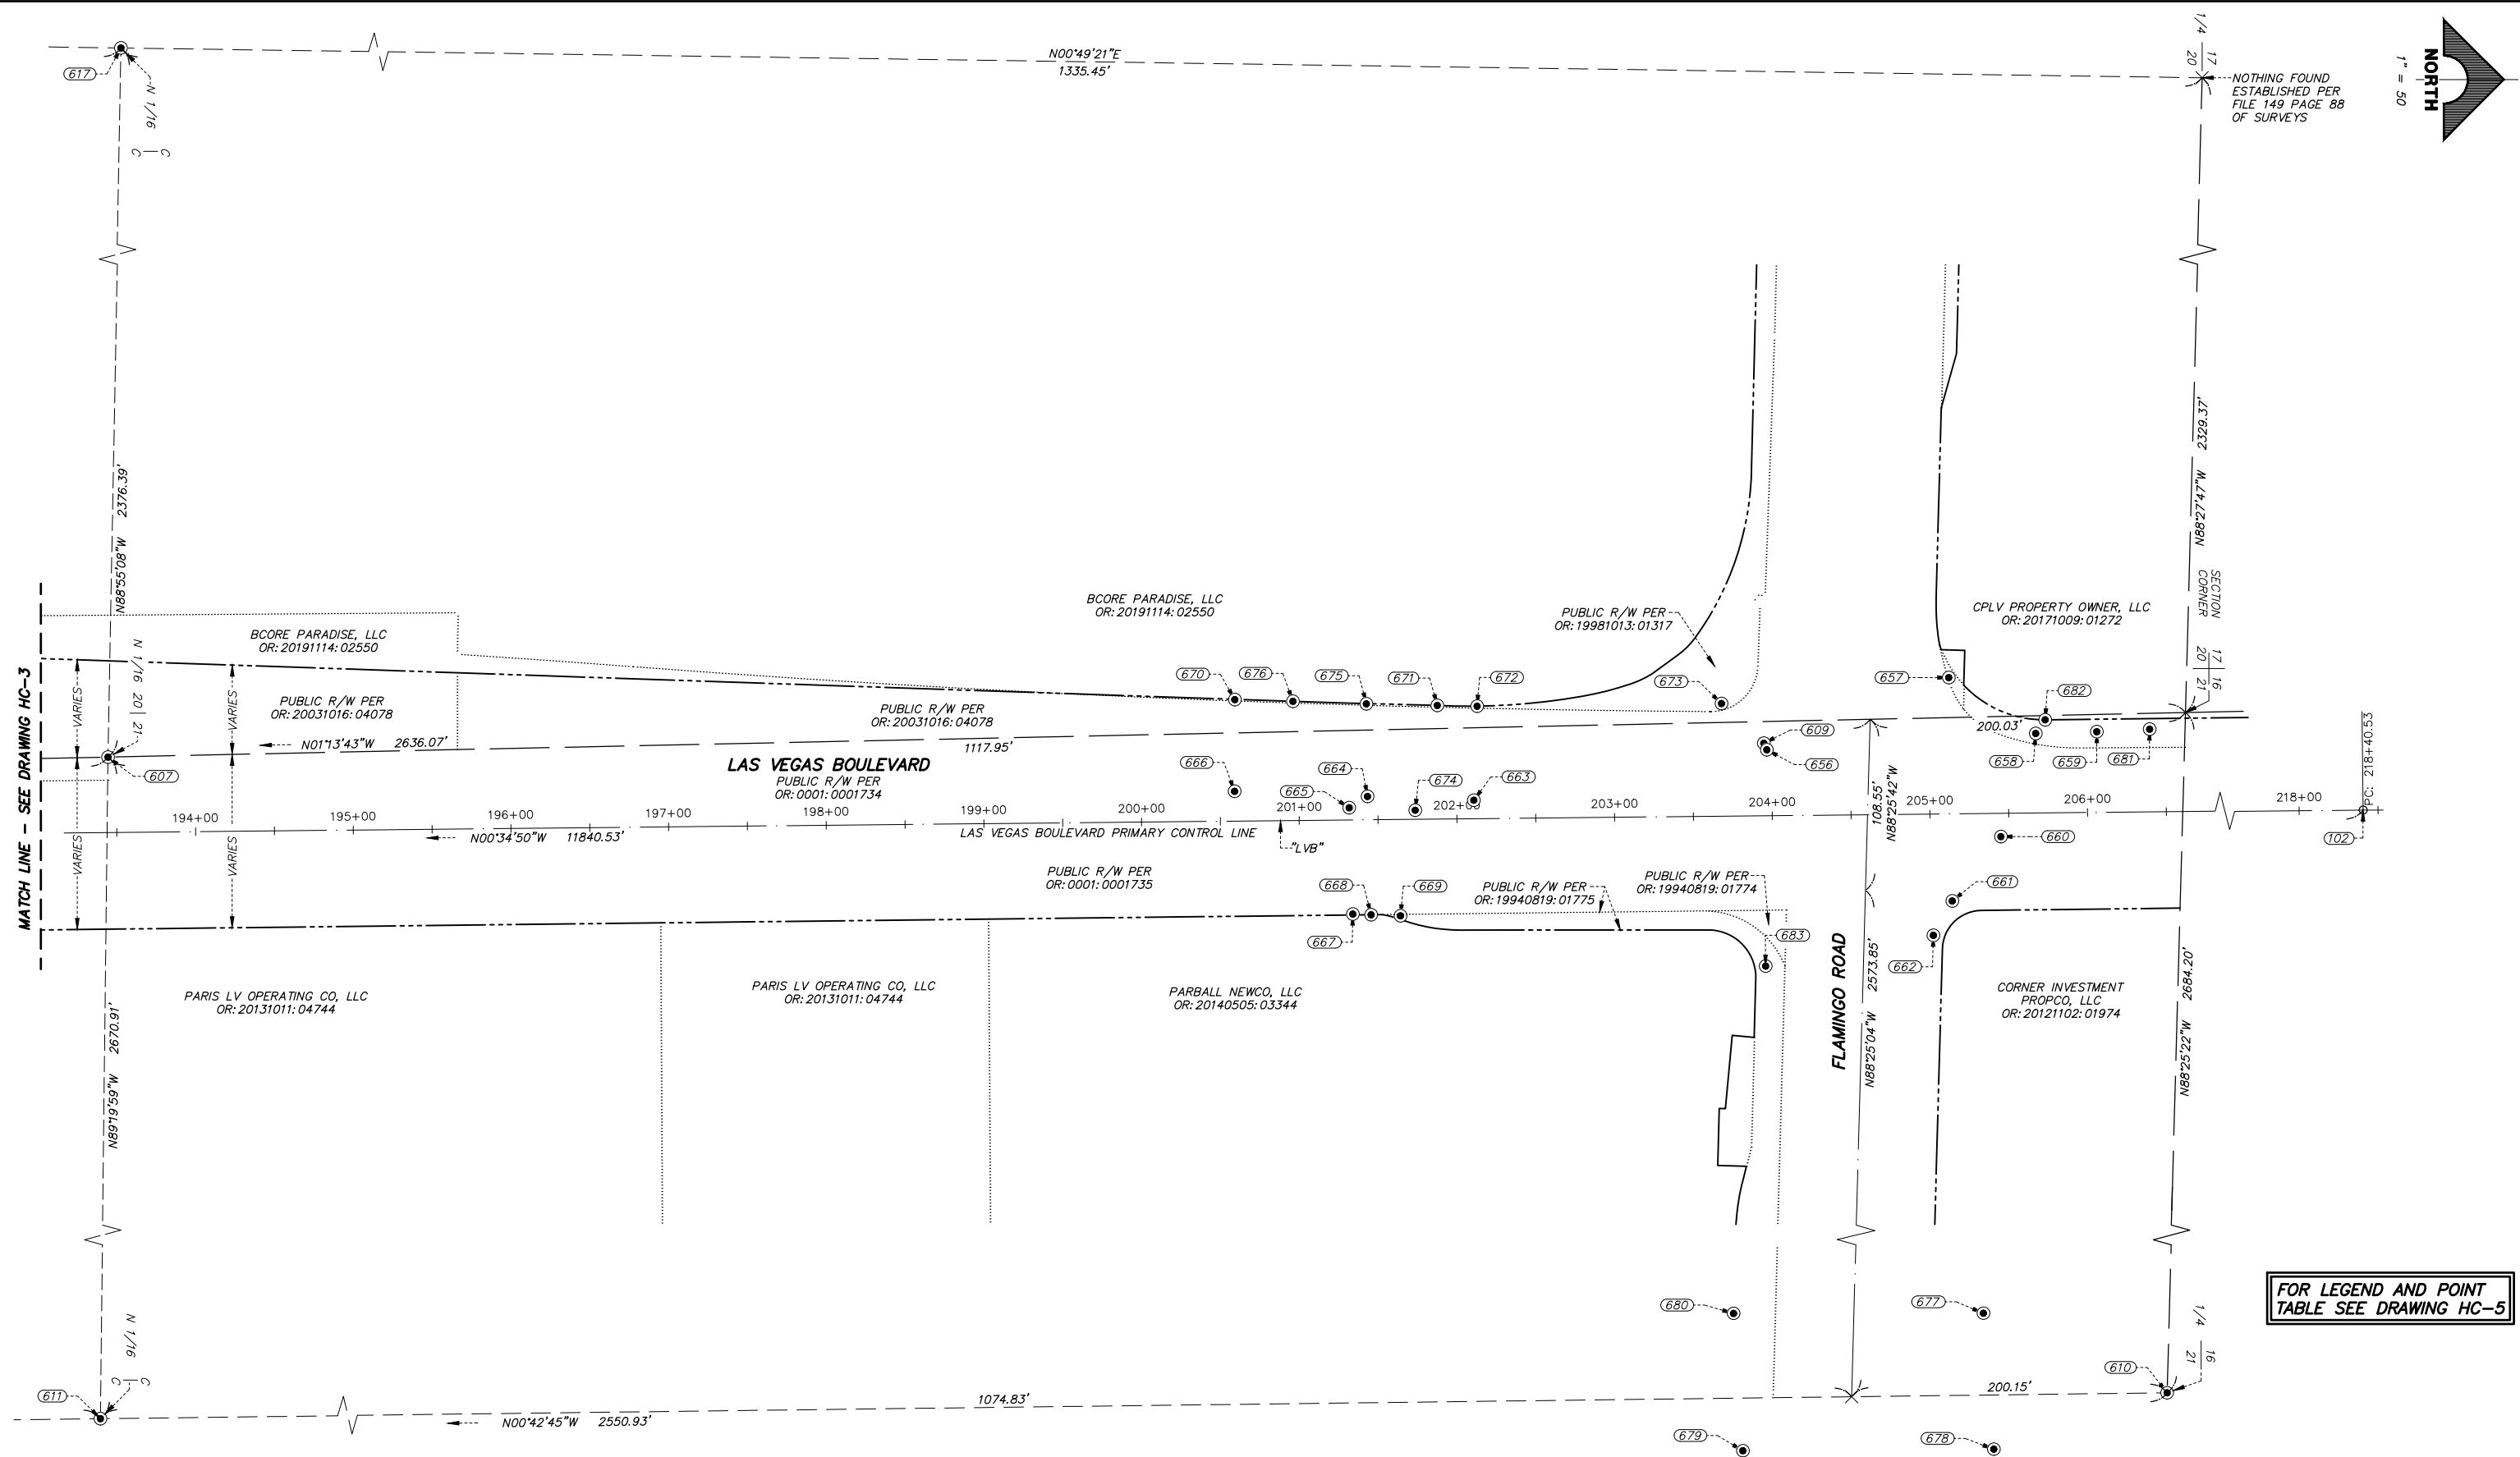 617
N 1/16
C
C
N00°49'21"E
1335.45'
1/4
17
20
NOTHING FOUND
ESTABLISHED PER
FILE 149 PAGE 88
OF SURVEYS
NORTH
1" = 50
N88°55'08"W 2376.39'
N88°27'47"W 2329.37'
SECTION
CORNER
17 16
20 21
MATCH LINE - SEE DRAWING HC-3
VARIES
VARIES
VARIES
VARIES
N 1/16
20 21
607
BCORE PARADISE, LLC
OR:20191114:02550
PUBLIC R/W PER
OR:20031016:04078
N01°13'43"W 2636.07'
BCORE PARADISE, LLC
OR:20191114:02550
PUBLIC R/W PER
OR:20031016:04078
1117.95'
PUBLIC R/W PER
OR:19981013:01317
CPLV PROPERTY OWNER, LLC
OR:20171009:01272
670
676
675
671
672
673
657
682
200.03'
658
659
681
609
656
LAS VEGAS BOULEVARD
PUBLIC R/W PER
OR:0001:0001734
666
664
665
674
663
194+00
195+00
196+00
197+00
198+00
199+00
200+00
201+00
202+00
203+00
204+00
205+00
206+00
218+00
PC: 218+40.53
102
N00°34'50"W 11840.53'
LAS VEGAS BOULEVARD PRIMARY CONTROL LINE
"LVB"
108.55'
N88°25'42"W
660
661
662
PUBLIC R/W PER
OR:0001:0001735
668
669
667
PUBLIC R/W PER
OR:19940819:01775
PUBLIC R/W PER
OR:19940819:01774
683
PARIS LV OPERATING CO, LLC
OR:20131011:04744
PARIS LV OPERATING CO, LLC
OR:20131011:04744
PARBALL NEWCO, LLC
OR:20140505:03344
FLAMINGO ROAD
N88°25'04"W 2573.85'
CORNER INVESTMENT
PROPCO, LLC
OR:20121102:01974
N88°25'22"W 2684.20'
N89°19'59"W 2670.91'
680
677
679
678
N 1/16
C
C
611
N00°42'45"W 2550.93'
1074.83'
200.15'
610
1/4
16
21
FOR LEGEND AND POINT
TABLE SEE DRAWING HC-5